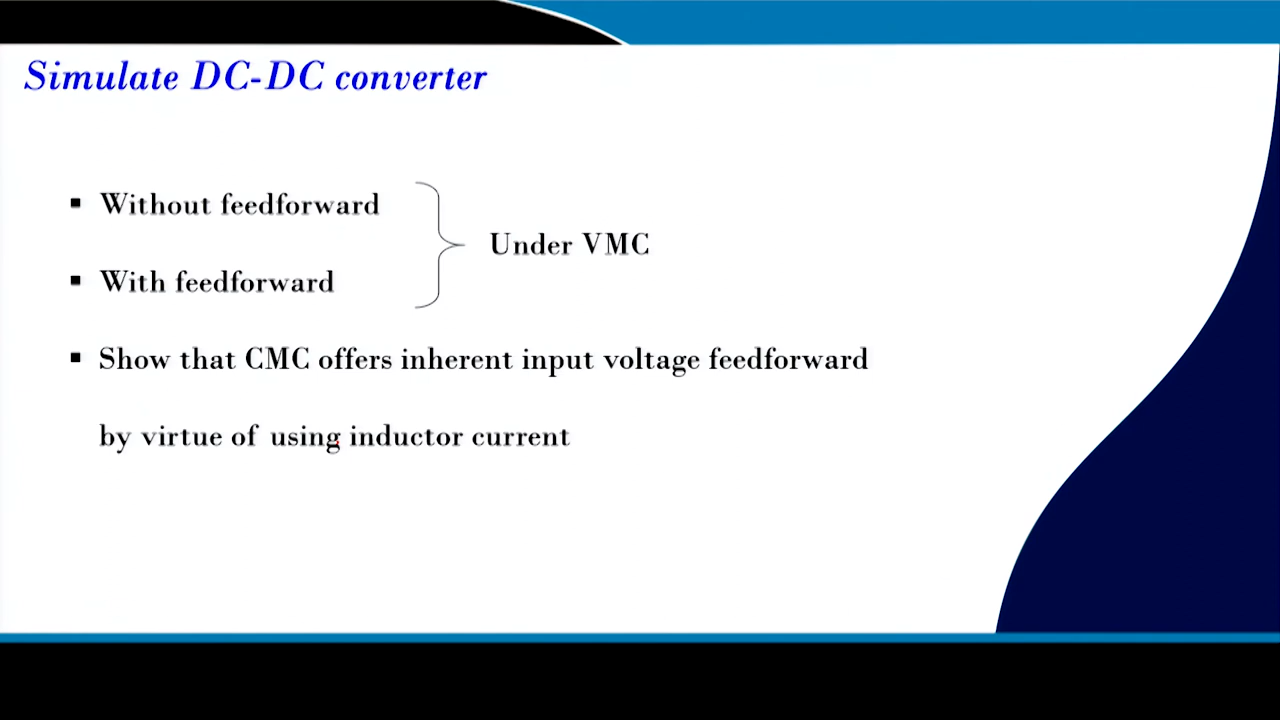 Simulate DC-DC converter
▪ Without feedforward
Under VMC
▪ With feedforward
▪ Show that CMC offers inherent input voltage feedforward
by virtue of using inductor current